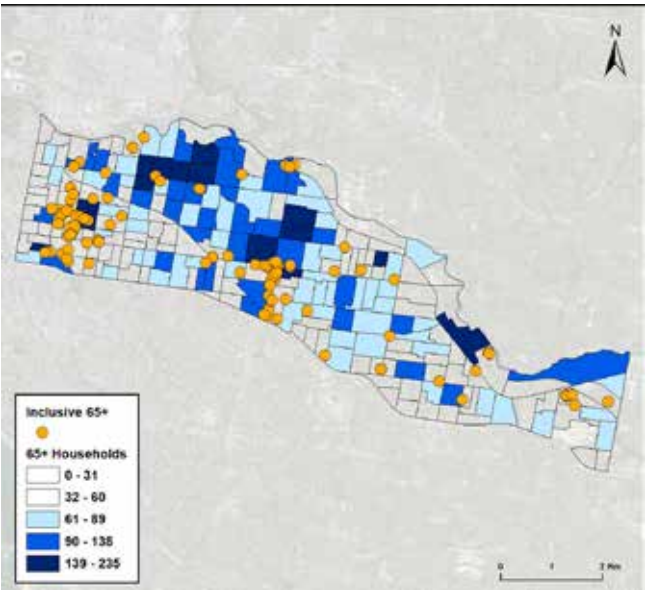 N
Inclusive 65+
65+ Households
0 - 31
32 - 60
61 - 89
90 - 138
139 - 235
0 1 2 Km